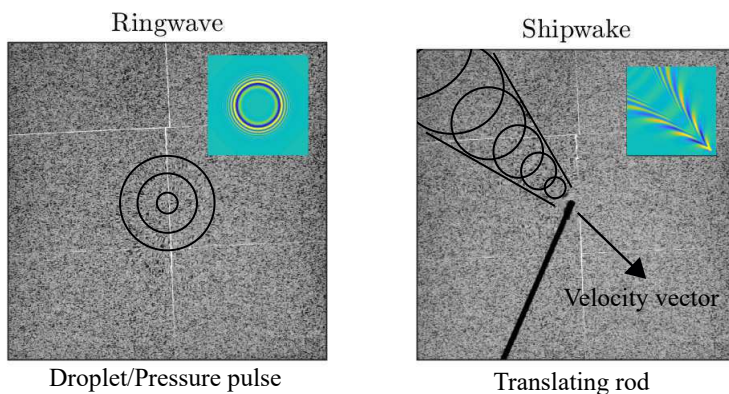 Ringwave
Shipwake
Velocity vector
Droplet/Pressure pulse
Translating rod